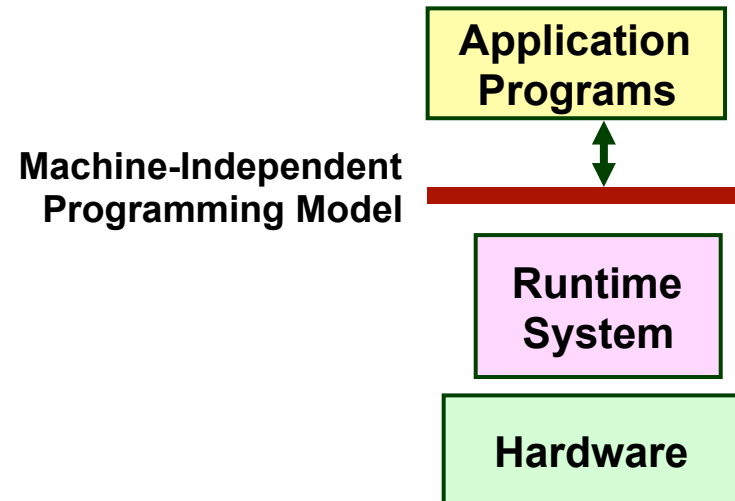 Application
Programs
Machine-Independent
Programming Model
Runtime
System
Hardware